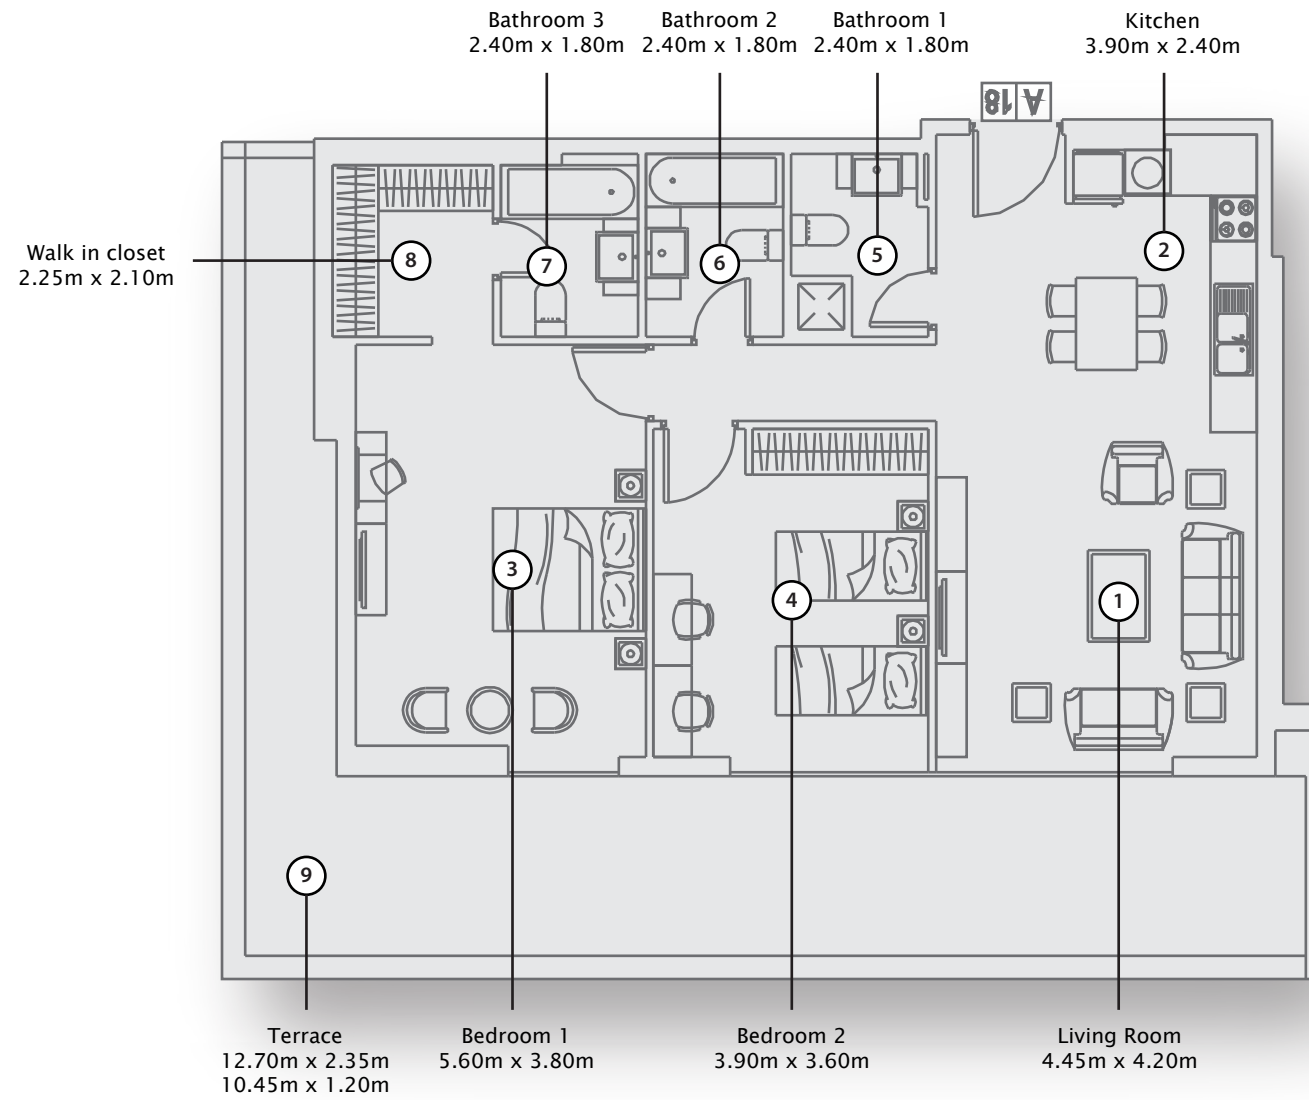 Bathroom 3
2.40m x 1.80m
Bathroom 2
2.40m x 1.80m
Bathroom 1
2.40m x 1.80m
Kitchen
3.90m x 2.40m
A 18
Walk in closet
2.25m x 2.10m
8
7
6
5
2
3
4
1
9
Terrace
12.70m x 2.35m
10.45m x 1.20m
Bedroom 1
5.60m x 3.80m
Bedroom 2
3.90m x 3.60m
Living Room
4.45m x 4.20m